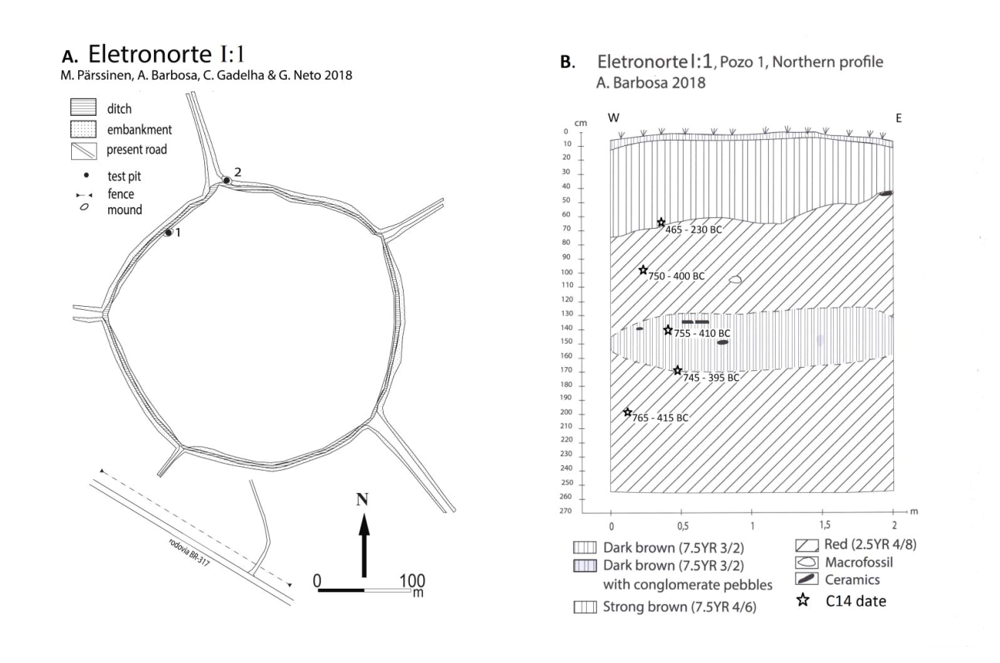 A. Eletronorte I:1
M. Pärssinen, A. Barbosa, C. Gadelha & G. Neto 2018
ditch
embankment
present road
test pit
fence
mound
2
1
rodovia BR-317
N
0 100
m
B. Eletronorte I:1, Pozo 1, Northern profile
A. Barbosa 2018
W E
cm
0
10
20
30
40
50
60
70
80
90
100
110
120
130
140
150
160
170
180
190
200
210
220
230
240
250
260
270
465 - 230 BC
750 - 400 BC
755 - 410 BC
745 - 395 BC
765 - 415 BC
0 0,5 1 1,5 2 m
Dark brown (7.5YR 3/2)
Dark brown (7.5YR 3/2)
with conglomerate pebbles
Strong brown (7.5YR 4/6)
Red (2.5YR 4/8)
Macrofossil
Ceramics
C14 date